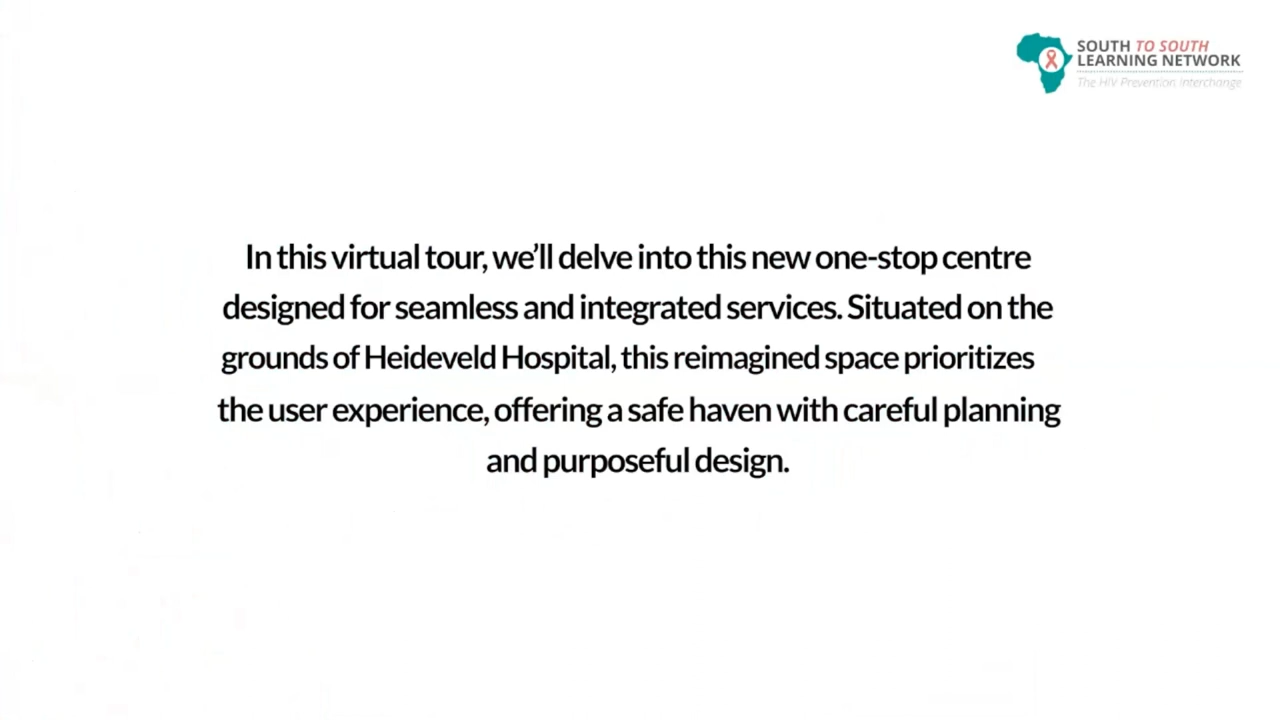 SOUTH TO SOUTH
LEARNING NETWORK
The HIV Prevention Interchange
In this virtual tour, we’ll delve into this new one-stop centre
designed for seamless and integrated services. Situated on the
grounds of Heideveld Hospital, this reimagined space prioritizes
the user experience, offering a safe haven with careful planning
and purposeful design.